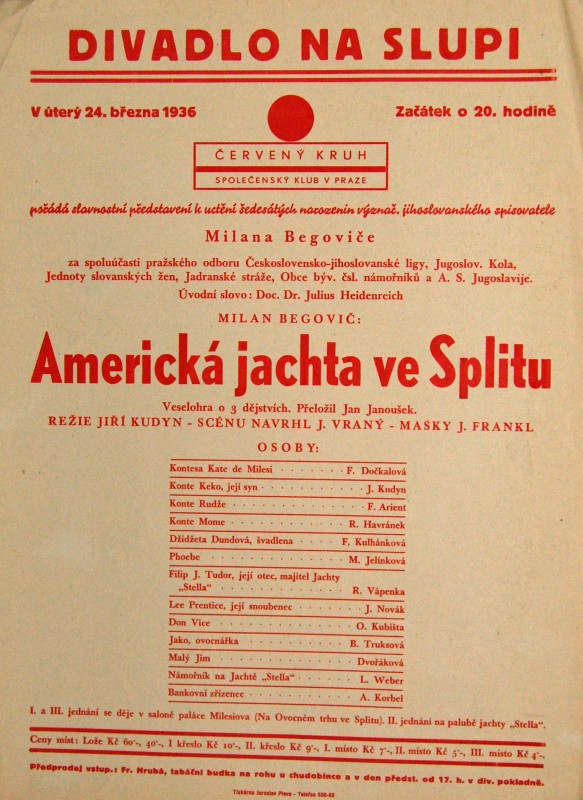 DIVADLO NA SLUPI
V úterý 24. března 1936 Začátek o 20. hodině
ČERVENÝ KRUH
SPOLEČENSKÝ KLUB V PRAZE
pořádá slavnostní představení k uctění šedesátých narozenin význač. jihoslovanského spisovatele
Milana Begoviče
za spoluúčasti pražského odboru Československo-jihoslovanské ligy, Jugoslov. Kola,
Jednoty slovanských žen, Jadranské stráže, Obce býv. čsl. námořníků a A. S. Jugoslavije.
Úvodní slovo: Doc. Dr. Julius Heidenreich
MILAN BEGOVIČ:
Americká jachta ve Splitu
Veselohra o 3 dějstvích. Přeložil Jan Janoušek.
REŽIE JIŘÍ KUDYN - SCÉNU NAVRHL J. VRANÝ - MASKY J. FRANKL
OSOBY:
Kontesa Kate de Milesi . . . . . . . F. Dočkalová
Konte Keko, její syn . . . . . . . . . . J. Kudyn
Konte Rudže . . . . . . . . . . . . . F. Arient
Konte Mome . . . . . . . . . . . . R. Havránek
Džidžeta Dundová, švadlena . . . . F. Kulhánková
Phoebe . . . . . . . . . . . . . . M. Jelínková
Filip J. Tudor, její otec, majitel Jachty
„Stella“ . . . . . . . . . . . . . R. Vápenka
Lee Prentice, její snoubenec . . . . . . . J. Novák
Don Vice . . . . . . . . . . . . . O. Kubišta
Jako, ovocnářka . . . . . . . . . . B. Truksová
Malý Jim . . . . . . . . . . . . . Dvořáková
Námořník na Jachtě „Stella“ . . . . . . L. Weber
Bankovní zřízenec . . . . . . . . . . A. Korbel
I. a III. jednání se děje v saloně paláce Milesiova (Na Ovocném trhu ve Splitu). II. jednání na palubě jachty „Stella“.
Ceny míst: Lože Kč 60·-, 40·-, I křeslo Kč 10·-, II. křeslo Kč 9·-, I. místo Kč 7·-, II. místo Kč 5·-, III. místo Kč 4·-.
Předprodej vstup.: Fr. Hrubá, tabáční budka na rohu u chudobince a v den předst. od 17. h. v div. pokladně.
Tiskárna Jaroslav Pleva - Telefon